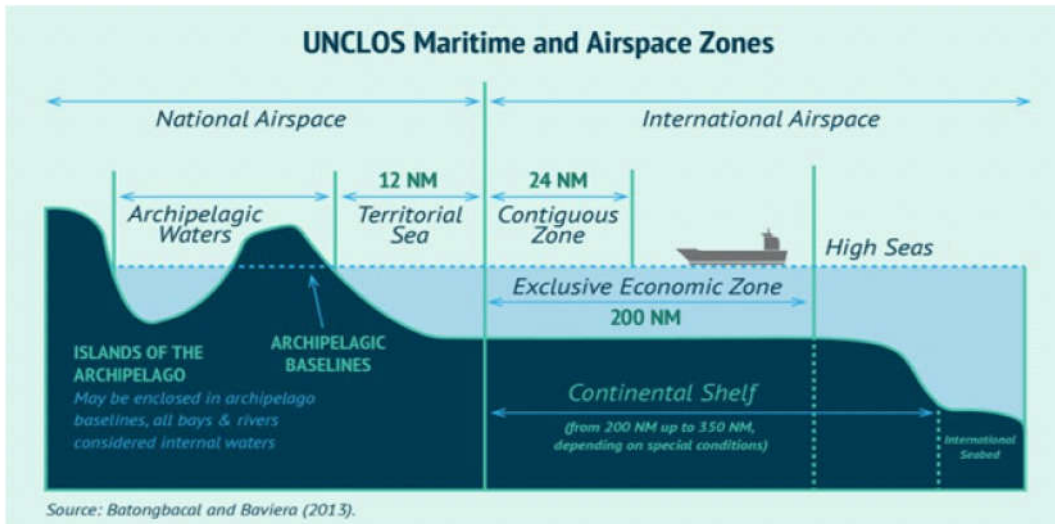 UNCLOS Maritime and Airspace Zones
National Airspace
International Airspace
12 NM
24 NM
Archipelagic
Waters
Territorial
Sea
Contiguous
Zone
High Seas
Exclusive Economic Zone
200 NM
ISLANDS OF THE
ARCHIPELAGO
May be enclosed in archipelago
baselines, all bays & rivers
considered internal waters
ARCHIPELAGIC
BASELINES
Continental Shelf
(from 200 NM up to 350 NM,
depending on special conditions)
International
Seabed
Source: Batongbacal and Baviera (2013).